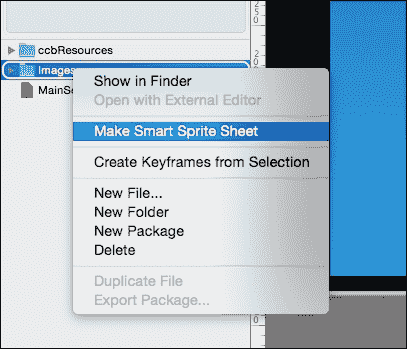 ccbResources
Images
MainSc
Show in Finder
Open with External Editor
Make Smart Sprite Sheet
Create Keyframes from Selection
New File...
New Folder
New Package
Delete
Duplicate File
Export Package...